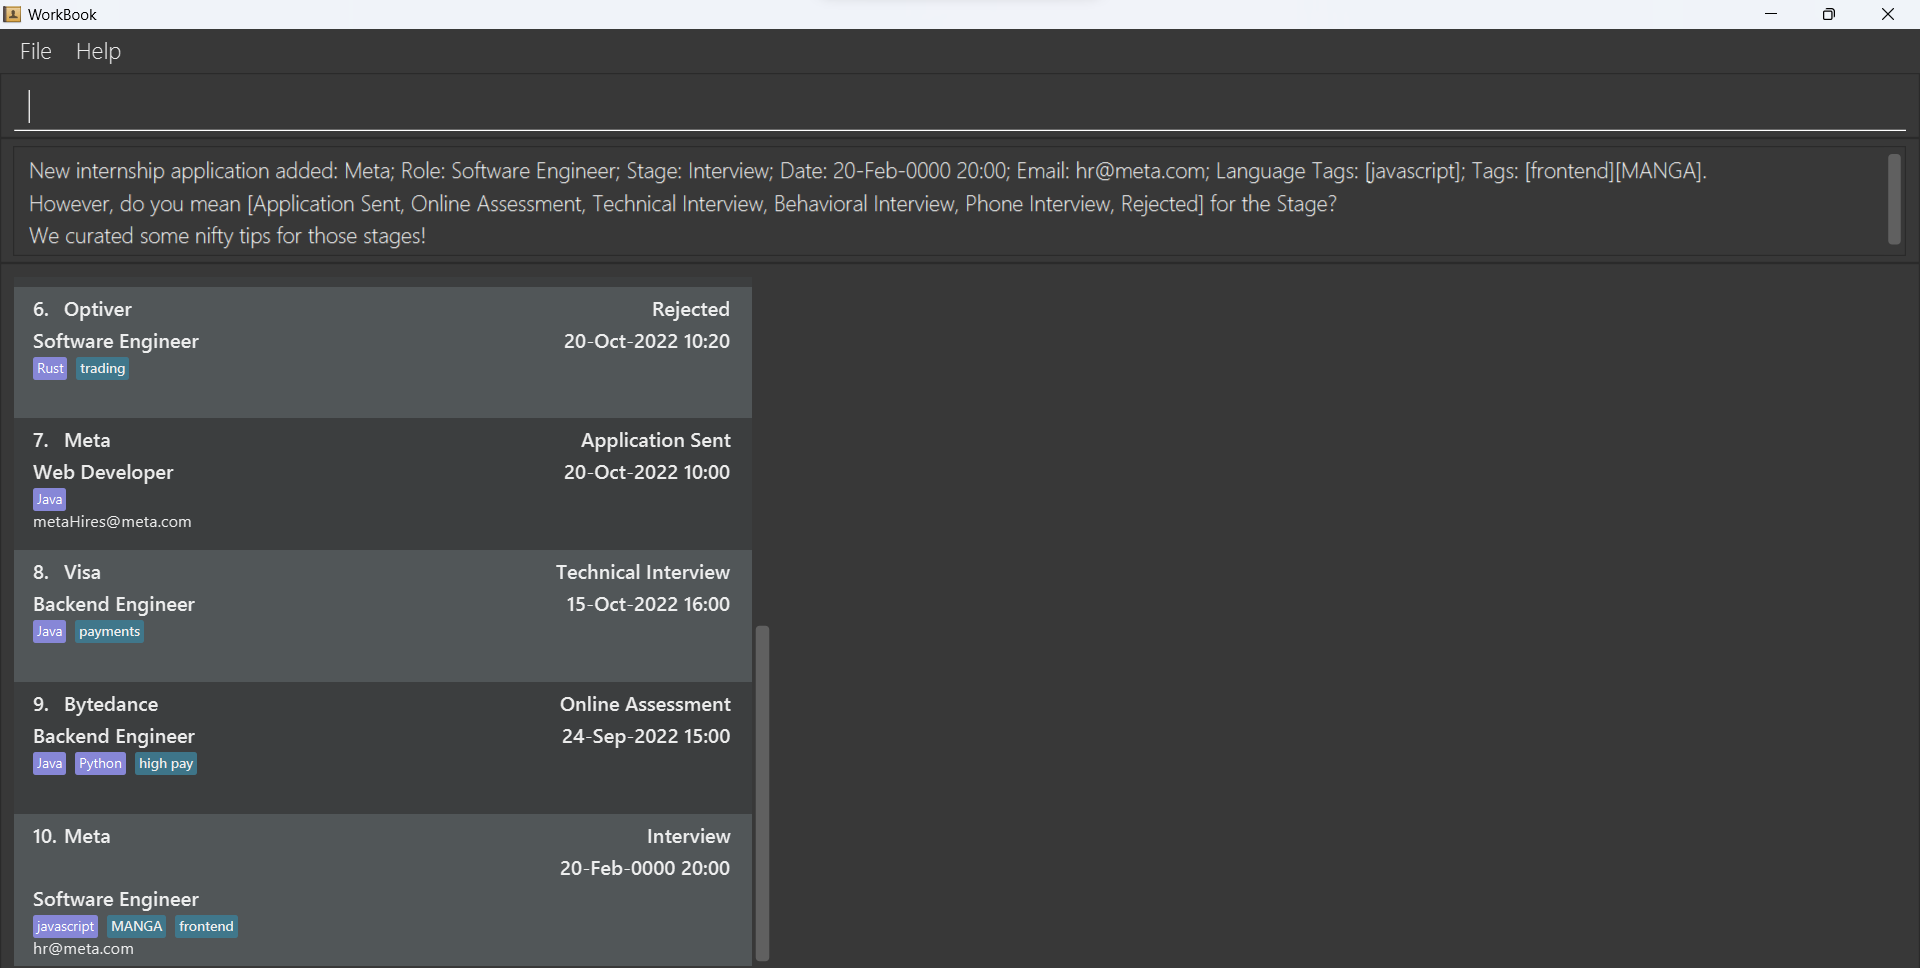 WorkBook
File Help
New internship application added: Meta; Role: Software Engineer; Stage: Interview; Date: 20-Feb-0000 20:00; Email: hr@meta.com; Language Tags: [javascript]; Tags: [frontend][MANGA].
However, do you mean [Application Sent, Online Assessment, Technical Interview, Behavioral Interview, Phone Interview, Rejected] for the Stage?
We curated some nifty tips for those stages!
6. Optiver Rejected
Software Engineer 20-Oct-2022 10:20
Rust trading
7. Meta Application Sent
Web Developer 20-Oct-2022 10:00
Java
metaHires@meta.com
8. Visa Technical Interview
Backend Engineer 15-Oct-2022 16:00
Java payments
9. Bytedance Online Assessment
Backend Engineer 24-Sep-2022 15:00
Java Python high pay
10. Meta Interview
20-Feb-0000 20:00
Software Engineer
javascript MANGA frontend
hr@meta.com